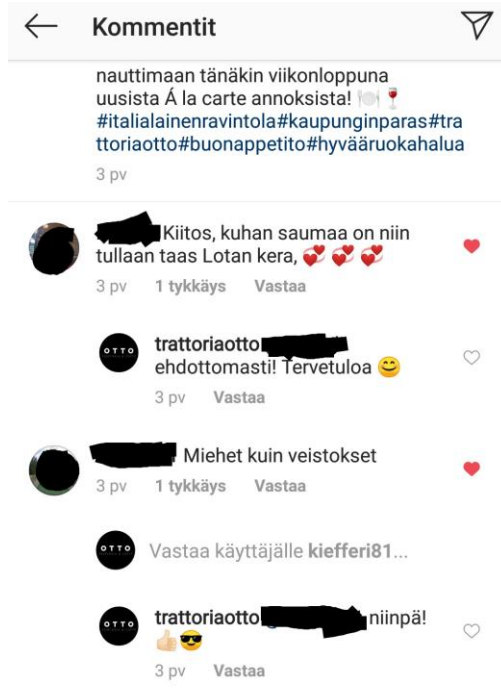 Kommentit
nauttimaan tänäkin viikonloppuna
uusista Á la carte annoksista! 🍽🍷
#italialainenravintola#kaupunginparas#tra
ttoriaotto#buonappetito#hyvääruokahalua
3 pv
Kiitos, kuhan saumaa on niin
tullaan taas Lotan kera, 💞 💞 💞
3 pv 1 tykkäys Vastaa
OTTO
trattoriaotto
ehdottomasti! Tervetuloa 😊
3 pv Vastaa
Miehet kuin veistokset
3 pv 1 tykkäys Vastaa
OTTO
Vastaa käyttäjälle kiefferi81...
OTTO
trattoriaotto niinpä!
👍🏻😎
3 pv Vastaa